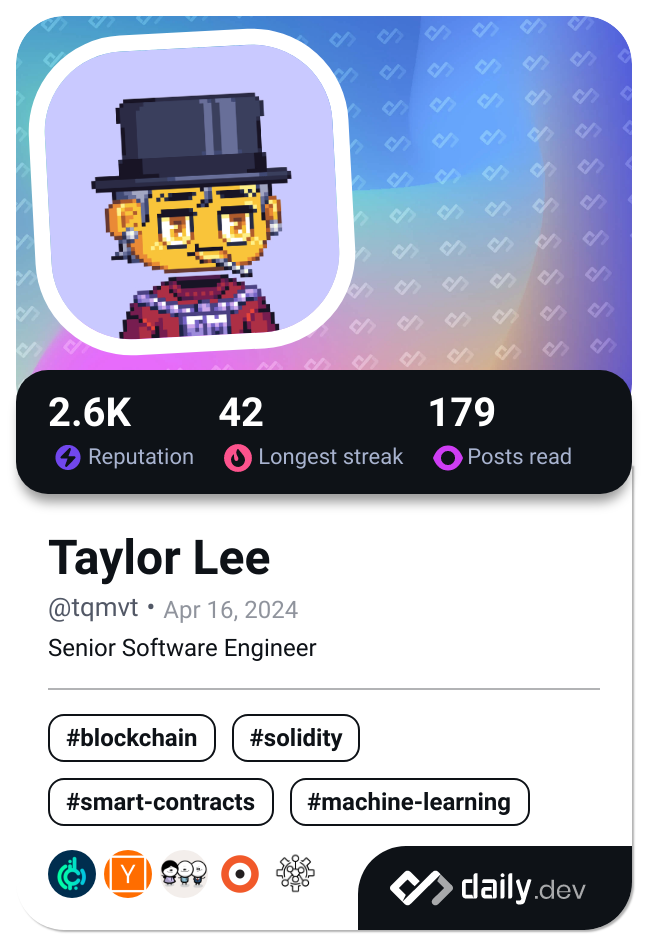 GM
2.6K 42 179
Reputation Longest streak Posts read
Taylor Lee
@tqmvt • Apr 16, 2024
Senior Software Engineer
#blockchain #solidity
#smart-contracts #machine-learning
Y
daily.dev